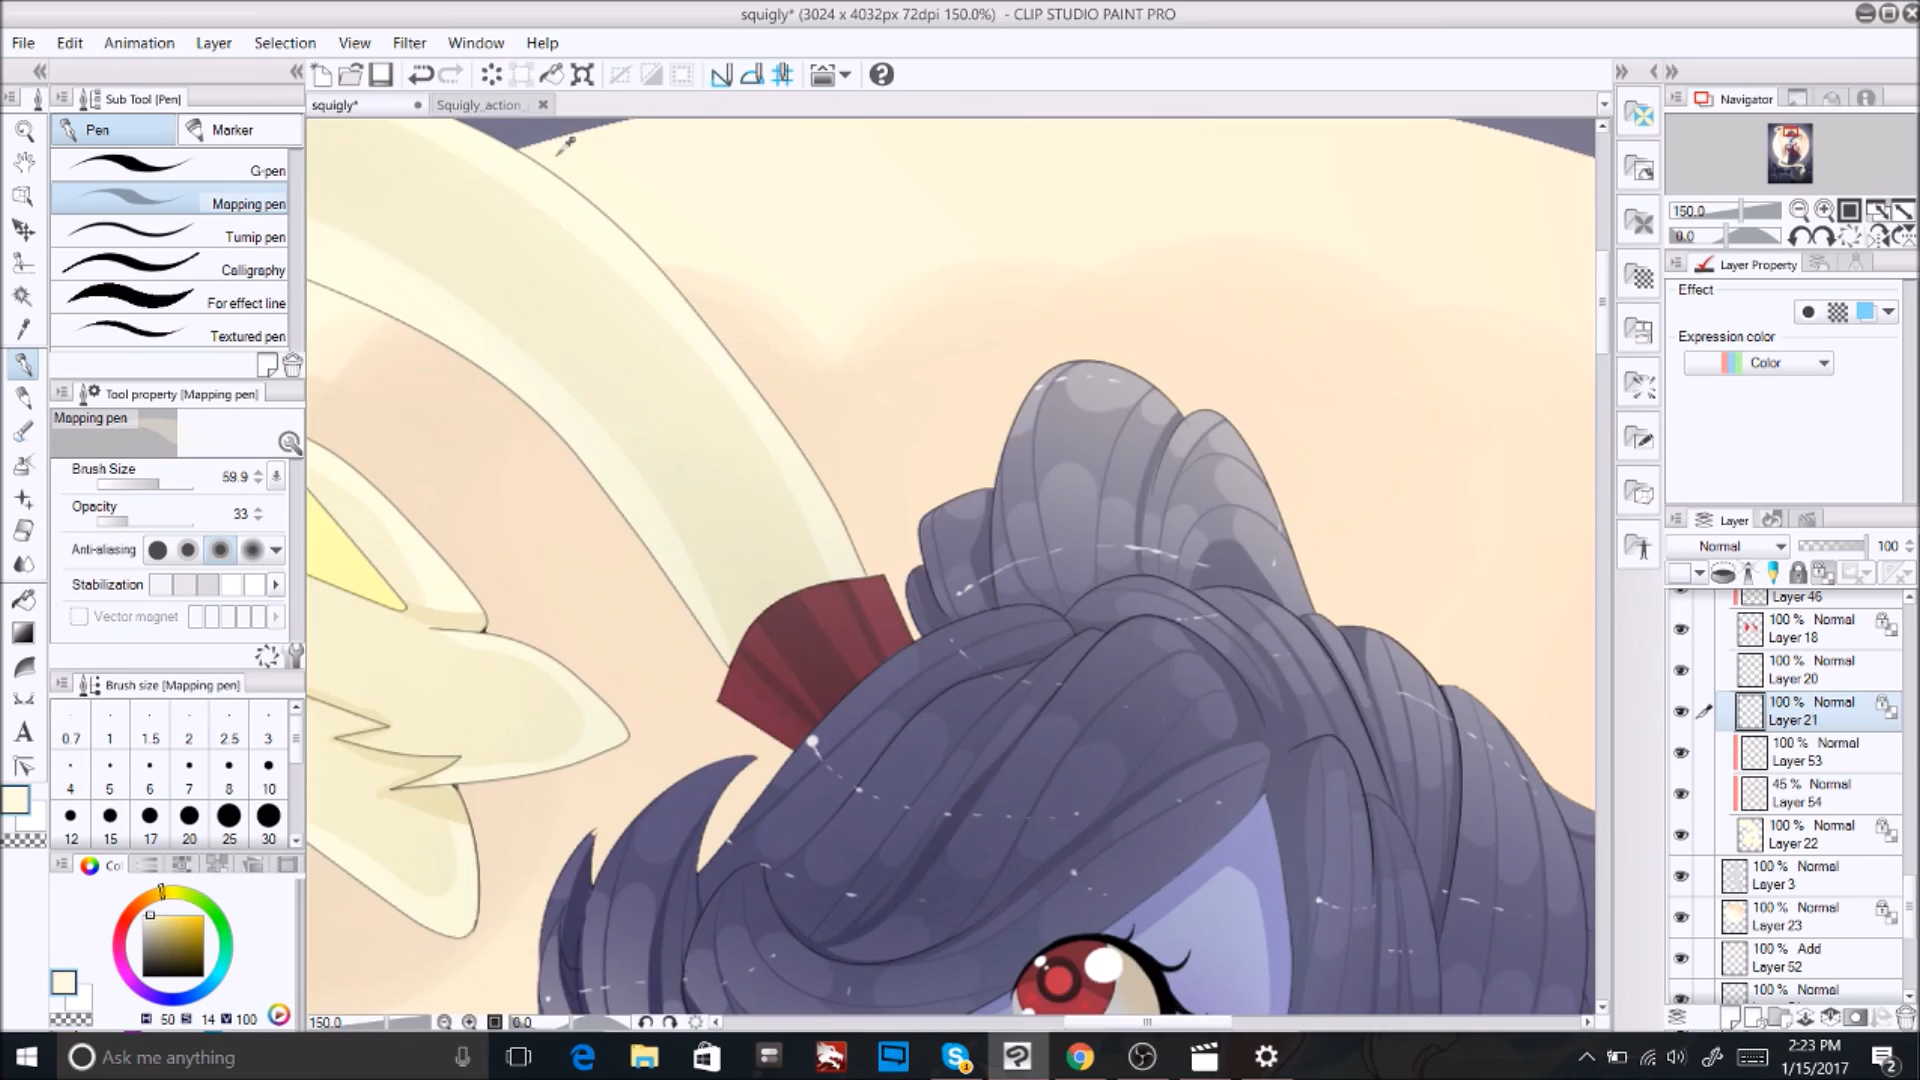 squigly* (3024 x 4032px 72dpi 150.0%) - CLIP STUDIO PAINT PRO
File Edit Animation Layer Selection View Filter Window Help
Sub Tool [Pen]
Pen Marker
G-pen
Mapping pen
Turnip pen
Calligraphy
For effect line
Textured pen
Tool property [Mapping pen]
Mapping pen
Brush Size 59.9
Opacity 33
Anti-aliasing
Stabilization
Vector magnet
Brush size [Mapping pen]
0.7 1 1.5 2 2.5 3
4 5 6 7 8 10
12 15 17 20 25 30
Col
H 50 S 14 V 100
squigly* Squigly_action_
150.0 0.0
Navigator
150.0
0.0
Layer Property
Effect
Expression color
Color
Layer
Normal 100
Layer 46
100 % Normal
Layer 18
100 % Normal
Layer 20
100 % Normal
Layer 21
100 % Normal
Layer 53
45 % Normal
Layer 54
100 % Normal
Layer 22
100 % Normal
Layer 3
100 % Normal
Layer 23
100 % Add
Layer 52
100 % Normal
Ask me anything
2:23 PM
1/15/2017
2